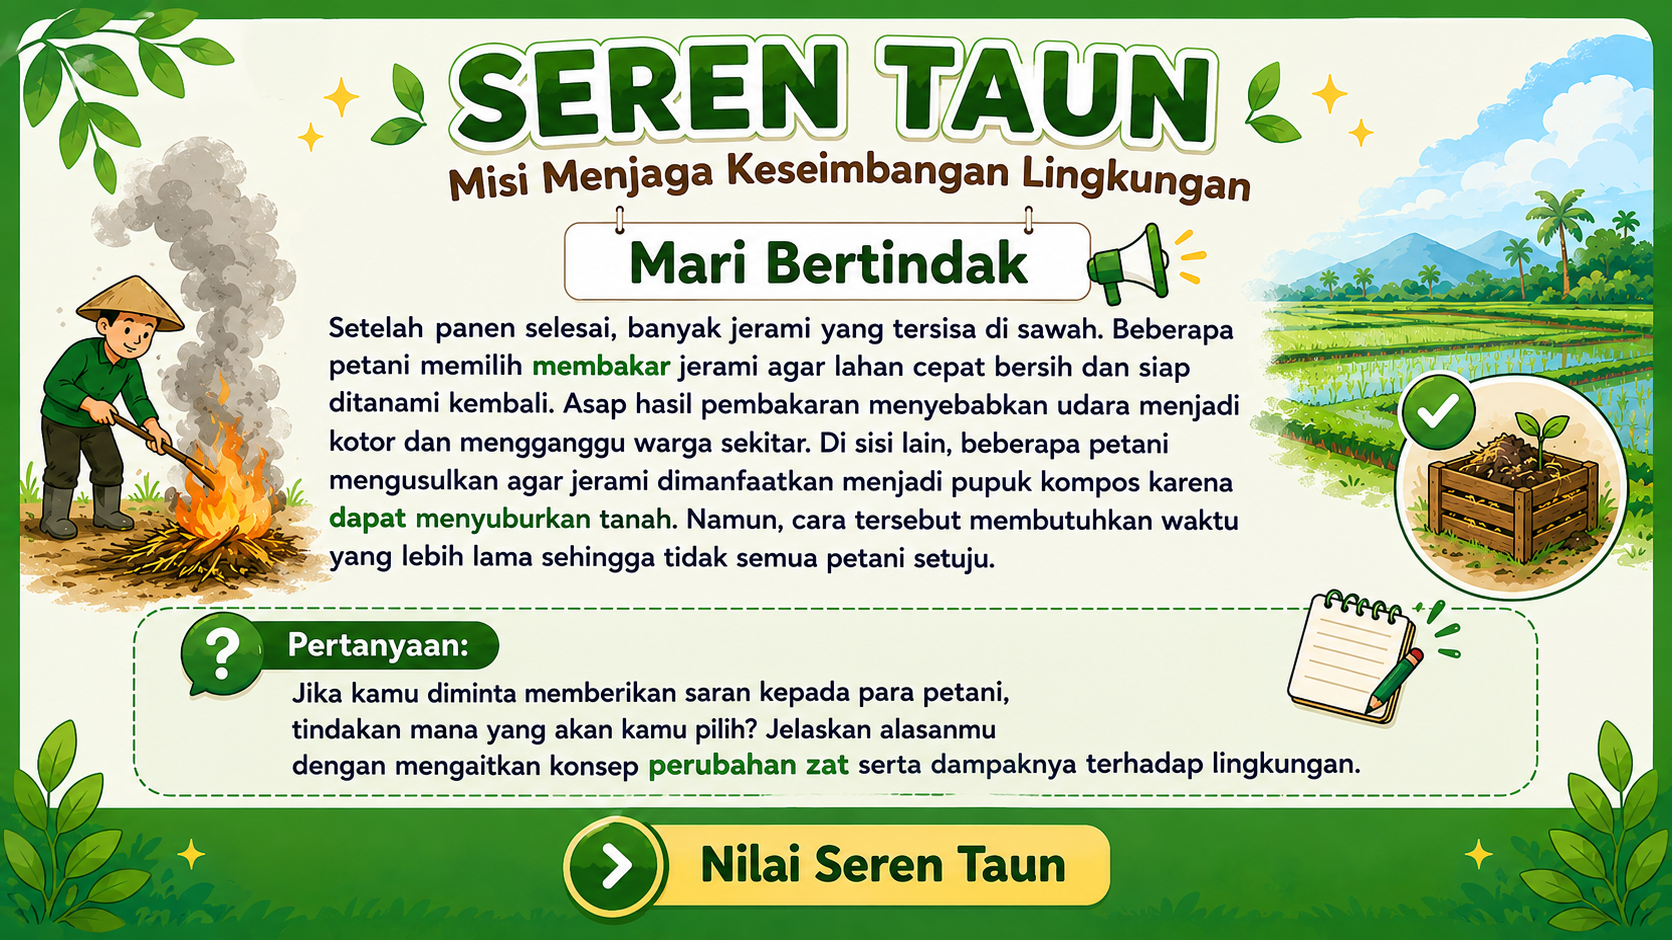 SEREN TAUN
Misi Menjaga Keseimbangan Lingkungan
Mari Bertindak
Setelah panen selesai, banyak jerami yang tersisa di sawah. Beberapa
petani memilih membakar jerami agar lahan cepat bersih dan siap
ditanami kembali. Asap hasil pembakaran menyebabkan udara menjadi
kotor dan mengganggu warga sekitar. Di sisi lain, beberapa petani
mengusulkan agar jerami dimanfaatkan menjadi pupuk kompos karena
dapat menyuburkan tanah. Namun, cara tersebut membutuhkan waktu
yang lebih lama sehingga tidak semua petani setuju.
Pertanyaan:
Jika kamu diminta memberikan saran kepada para petani,
tindakan mana yang akan kamu pilih? Jelaskan alasanmu
dengan mengaitkan konsep perubahan zat serta dampaknya terhadap lingkungan.
Nilai Seren Taun